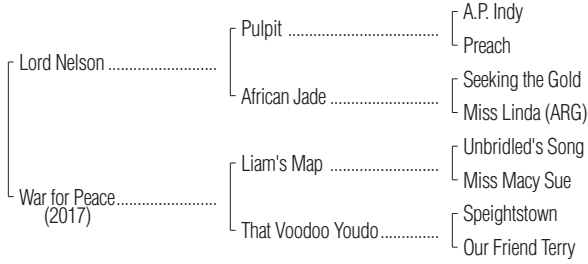 A.P. Indy
Pulpit ..............................
Preach
Lord Nelson ......................
Seeking the Gold
African Jade ......................
Miss Linda (ARG)
Unbridled's Song
Liam's Map ......................
Miss Macy Sue
War for Peace....................
(2017)
Speightstown
That Voodoo Youdo............
Our Friend Terry